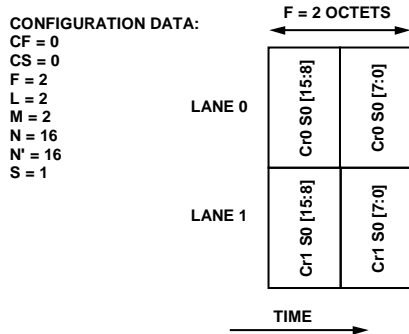 CONFIGURATION DATA:
CF = 0
CS = 0
F = 2
L = 2
M = 2
N = 16
N' = 16
S = 1
F = 2 OCTETS
LANE 0
Cr0 S0 [15:8]
Cr0 S0 [7:0]
LANE 1
Cr1 S0 [15:8]
Cr1 S0 [7:0]
TIME